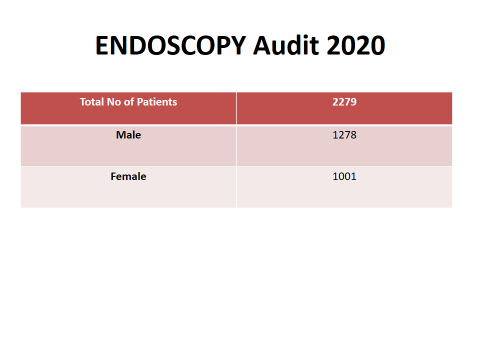 ENDOSCOPY Audit 2020
Total No of Patients 2279
Male 1278
Female 1001